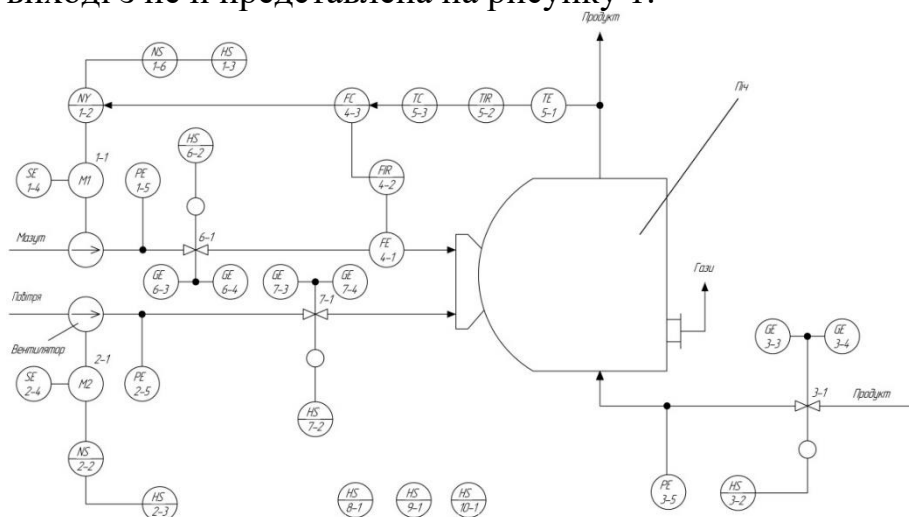 виході з печі представлена на рисунку 1.
Продукт
NS 1-6
HS 1-3
Піч
NY 1-2
FC 4-3
TC 5-3
TIR 5-2
TE 5-1
HS 6-2
1-1
SE 1-4
М1
PE 1-5
FIR 4-2
6-1
Мазут
FE 4-1
Гази
GE 6-3
GE 6-4
GE 7-3
GE 7-4
7-1
Повітря
Вентилятор
2-1
GE 3-3
GE 3-4
SE 2-4
М2
PE 2-5
3-1
Продукт
HS 7-2
NS 2-2
HS 2-3
HS 8-1
HS 9-1
HS 10-1
PE 3-5
HS 3-2